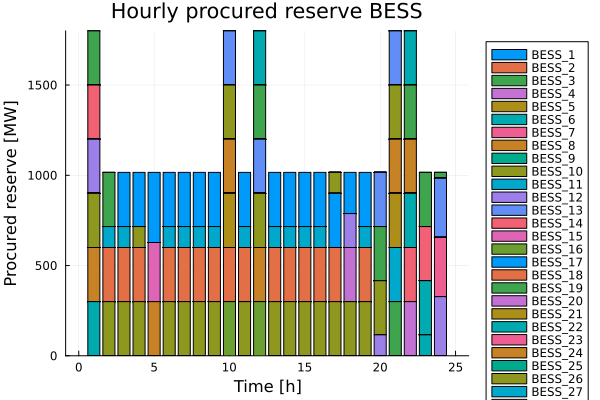 Hourly procured reserve BESS
Procured reserve [MW]
1500
1000
500
0
0
5
10
15
20
25
Time [h]
BESS_1
BESS_2
BESS_3
BESS_4
BESS_5
BESS_6
BESS_7
BESS_8
BESS_9
BESS_10
BESS_11
BESS_12
BESS_13
BESS_14
BESS_15
BESS_16
BESS_17
BESS_18
BESS_19
BESS_20
BESS_21
BESS_22
BESS_23
BESS_24
BESS_25
BESS_26
BESS_27